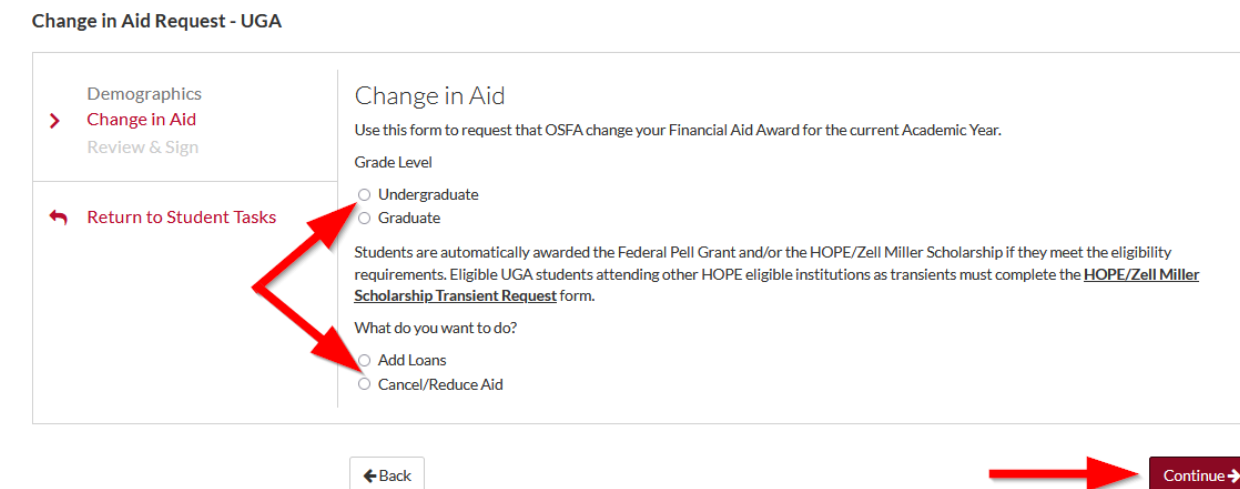 Change in Aid Request - UGA
Demographics
Change in Aid
Review & Sign
Return to Student Tasks
Change in Aid
Use this form to request that OSFA change your Financial Aid Award for the current Academic Year.
Grade Level
Undergraduate
Graduate
Students are automatically awarded the Federal Pell Grant and/or the HOPE/Zell Miller Scholarship if they meet the eligibility
requirements. Eligible UGA students attending other HOPE eligible institutions as transients must complete the HOPE/Zell Miller
Scholarship Transient Request form.
What do you want to do?
Add Loans
Cancel/Reduce Aid
Back
Continue